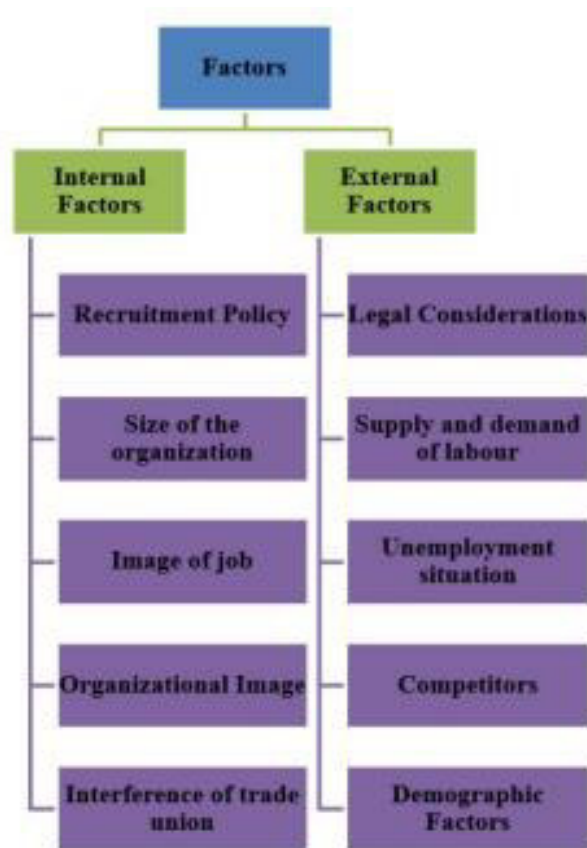 Factors
Internal
Factors
External
Factors
Recruitment Policy
Size of the
organization
Image of job
Organizational Image
Interference of trade
union
Legal Considerations
Supply and demand
of labour
Unemployment
situation
Competitors
Demographic
Factors